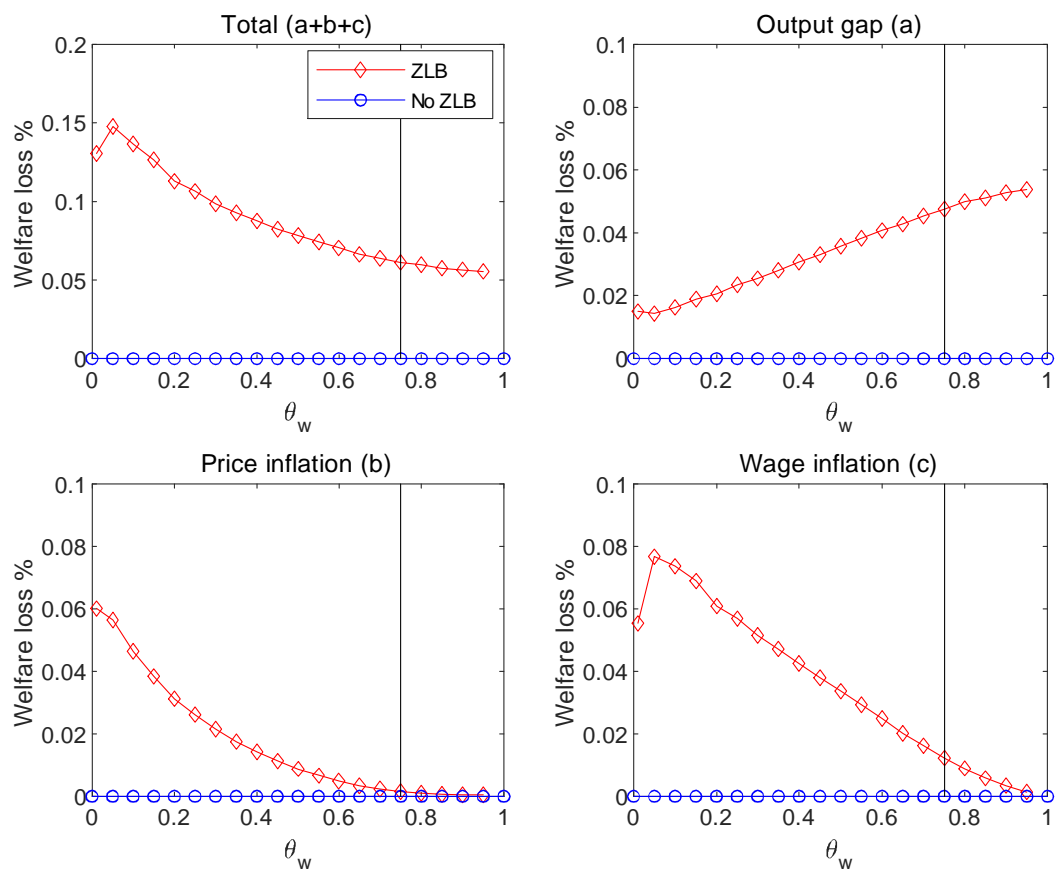 Total (a+b+c)
Welfare loss %
0.2
0.15
0.1
0.05
0
ZLB
No ZLB
0 0.2 0.4 0.6 0.8 1
θw
Output gap (a)
Welfare loss %
0.1
0.08
0.06
0.04
0.02
0
0 0.2 0.4 0.6 0.8 1
θw
Price inflation (b)
Welfare loss %
0.1
0.08
0.06
0.04
0.02
0
0 0.2 0.4 0.6 0.8 1
θw
Wage inflation (c)
Welfare loss %
0.1
0.08
0.06
0.04
0.02
0
0 0.2 0.4 0.6 0.8 1
θw